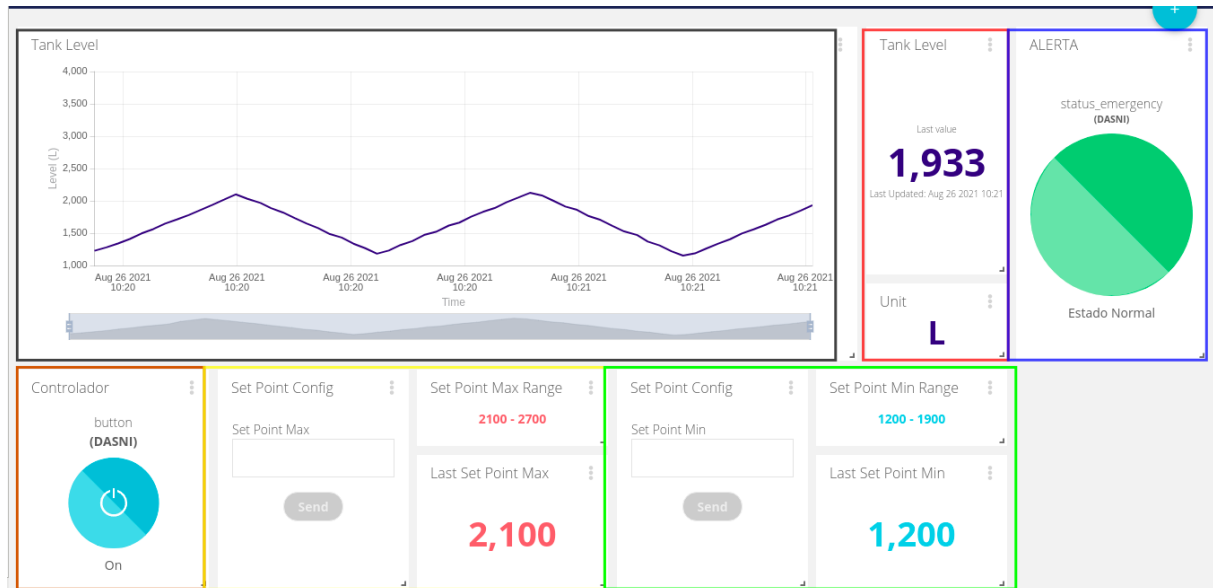 +
Tank Level
4,000
3,500
3,000
2,500
2,000
1,500
1,000
Level (L)
Aug 26 2021 Aug 26 2021 Aug 26 2021 Aug 26 2021 Aug 26 2021 Aug 26 2021 Aug 26 2021
10:20 10:20 10:20 10:20 10:21 10:21 10:21
Time
Tank Level
Last value
1,933
Last Updated: Aug 26 2021 10:21
Unit
L
ALERTA
status_emergency
(DASNI)
Estado Normal
Controlador
button
(DASNI)
On
Set Point Config
Set Point Max
Send
Set Point Max Range
2100 - 2700
Last Set Point Max
2,100
Set Point Config
Set Point Min
Send
Set Point Min Range
1200 - 1900
Last Set Point Min
1,200